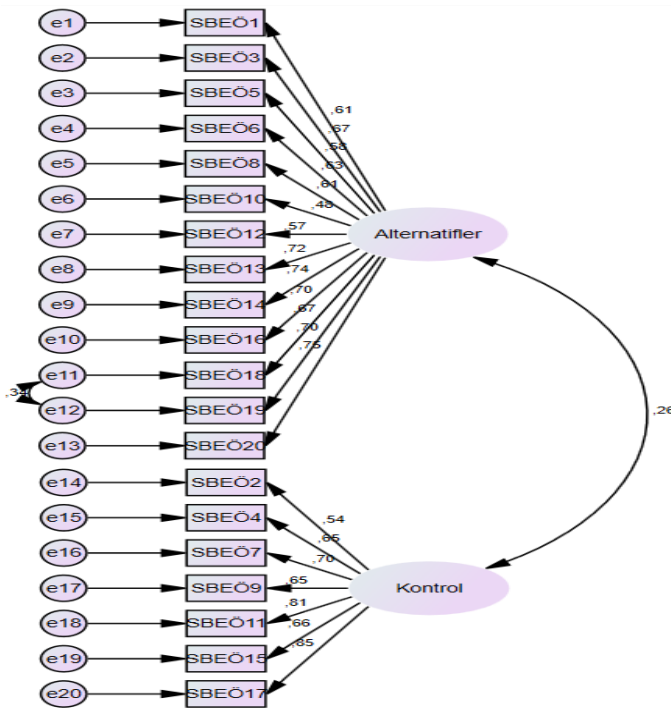 e1 SBEÖ1
e2 SBEÖ3
e3 SBEÖ5
,61
e4 SBEÖ6
,67
,58
e5 SBEÖ8
,63
,61
e6 SBEÖ10
,48
e7 SBEÖ12 ,57 Alternatifler
,72
e8 SBEÖ13
,74
e9 SBEÖ14 ,70
,67
e10 SBEÖ16 ,70
,75
e11 SBEÖ18
,34
e12 SBEÖ19 ,26
e13 SBEÖ20
e14 SBEÖ2
,54
e15 SBEÖ4
,65
e16 SBEÖ7 ,70
e17 SBEÖ9 ,65 Kontrol
,81
e18 SBEÖ11 ,66
,85
e19 SBEÖ15
e20 SBEÖ17